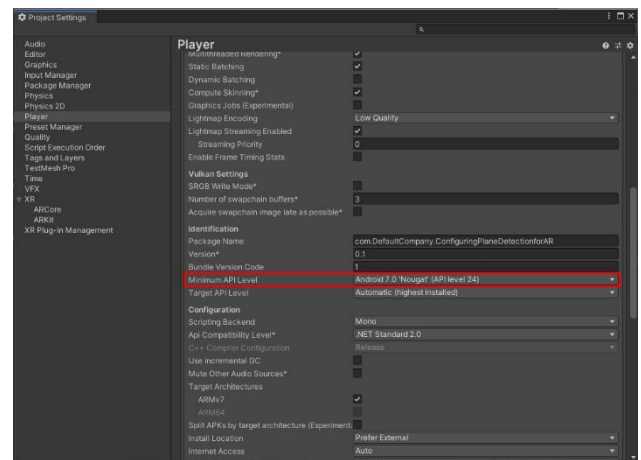 Project Settings
Audio
Editor
Graphics
Input Manager
Package Manager
Physics
Physics 2D
Player
Preset Manager
Quality
Script Execution Order
Tags and Layers
TextMesh Pro
Time
VFX
XR
ARCore
ARKit
XR Plug-in Management
Player
Multithreaded Rendering*
Static Batching
Dynamic Batching
Compute Skinning*
Graphics Jobs (Experimental)
Lightmap Encoding Low Quality
Lightmap Streaming Enabled
Streaming Priority 0
Enable Frame Timing Stats
Vulkan Settings
SRGB Write Mode*
Number of swapchain buffers* 3
Acquire swapchain image late as possible*
Identification
Package Name com.DefaultCompany.ConfiguringPlaneDetectionforAR
Version* 0.1
Bundle Version Code 1
Minimum API Level Android 7.0 'Nougat' (API level 24)
Target API Level Automatic (highest installed)
Configuration
Scripting Backend Mono
Api Compatibility Level* .NET Standard 2.0
C++ Compiler Configuration Release
Use incremental GC
Mute Other Audio Sources*
Target Architectures
ARMv7
ARM64
Split APKs by target architecture (Experiment
Install Location Prefer External
Internet Access Auto